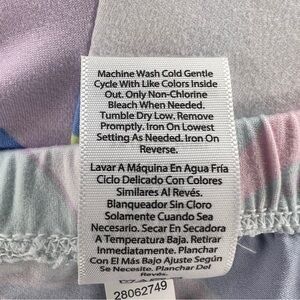 Machine Wash Cold Gentle
Cycle With Like Colors Inside
Out. Only Non-Chlorine
Bleach When Needed.
Tumble Dry Low. Remove
Promptly. Iron On Lowest
Setting As Needed. Iron On
Reverse.
Lavar A Máquina En Agua Fría
Ciclo Delicado Con Colores
Similares Al Revés.
Blanqueador Sin Cloro
Solamente Cuando Sea
Necesario. Secar En Secadora
A Temperatura Baja. Retirar
Inmediatamente. Planchar
Con El Más Bajo Ajuste Según
Se Necesite. Planchar Del
Revés.
28062749